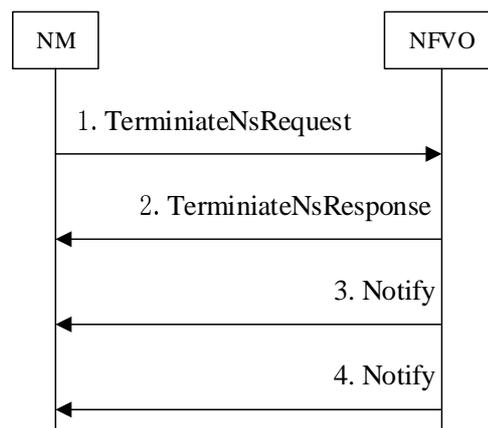 NM
NFVO
1. TerminiateNsRequest
2. TerminiateNsResponse
3. Notify
4. Notify